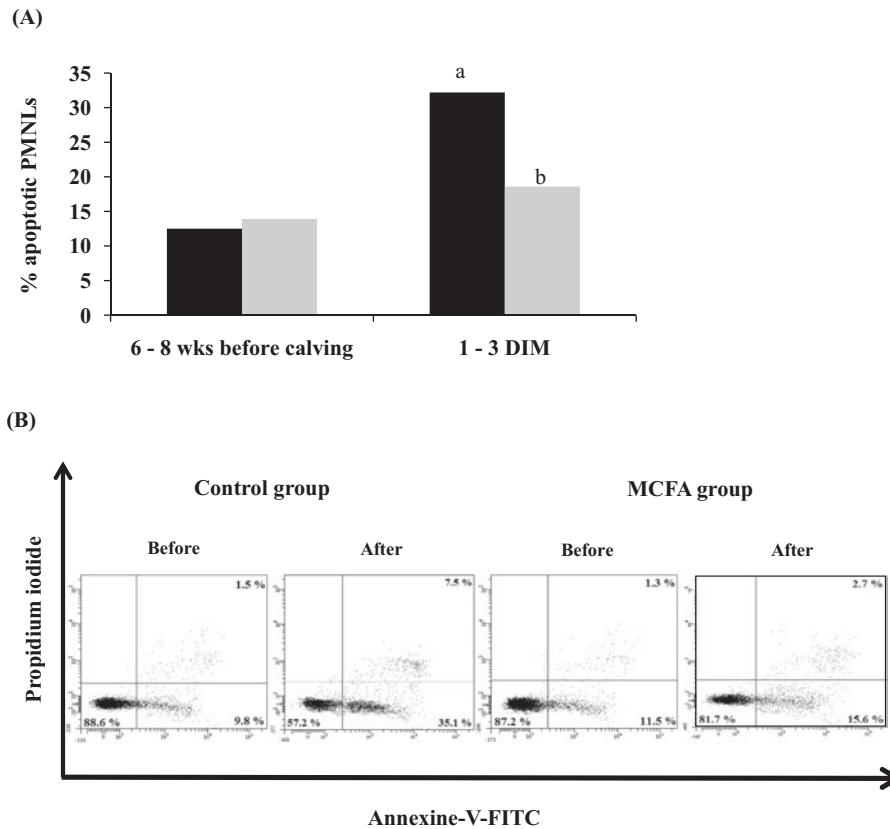 (A)
35
30
25
20
15
10
5
0
% apoptotic PMNLs
a
b
6 - 8 wks before calving
1 - 3 DIM
(B)
Control group
MCFA group
Before
After
Before
After
Propidium iodide
1.5 %
7.5 %
1.3 %
2.7 %
88.6 %
9.8 %
57.2 %
35.1 %
87.2 %
11.5 %
81.7 %
15.6 %
Annexine-V-FITC